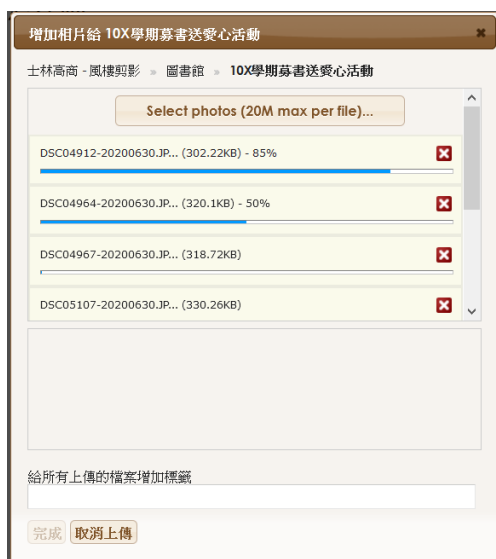 增加相片給 10X學期募書送愛心活動
士林高商 - 風樓剪影 » 圖書館 » 10X學期募書送愛心活動
Select photos (20M max per file)...
DSC04912-20200630.JP... (302.22KB) - 85%
DSC04964-20200630.JP... (320.1KB) - 50%
DSC04967-20200630.JP... (318.72KB)
DSC05107-20200630.JP... (330.26KB)
給所有上傳的檔案增加標籤
完成 取消上傳